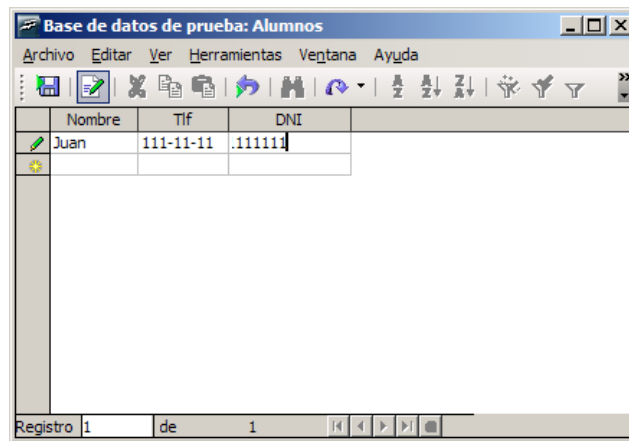 Base de datos de prueba: Alumnos
Archivo Editar Ver Herramientas Ventana Ayuda
Nombre Tlf DNI
Juan 111-11-11 .111111
Registro 1 de 1